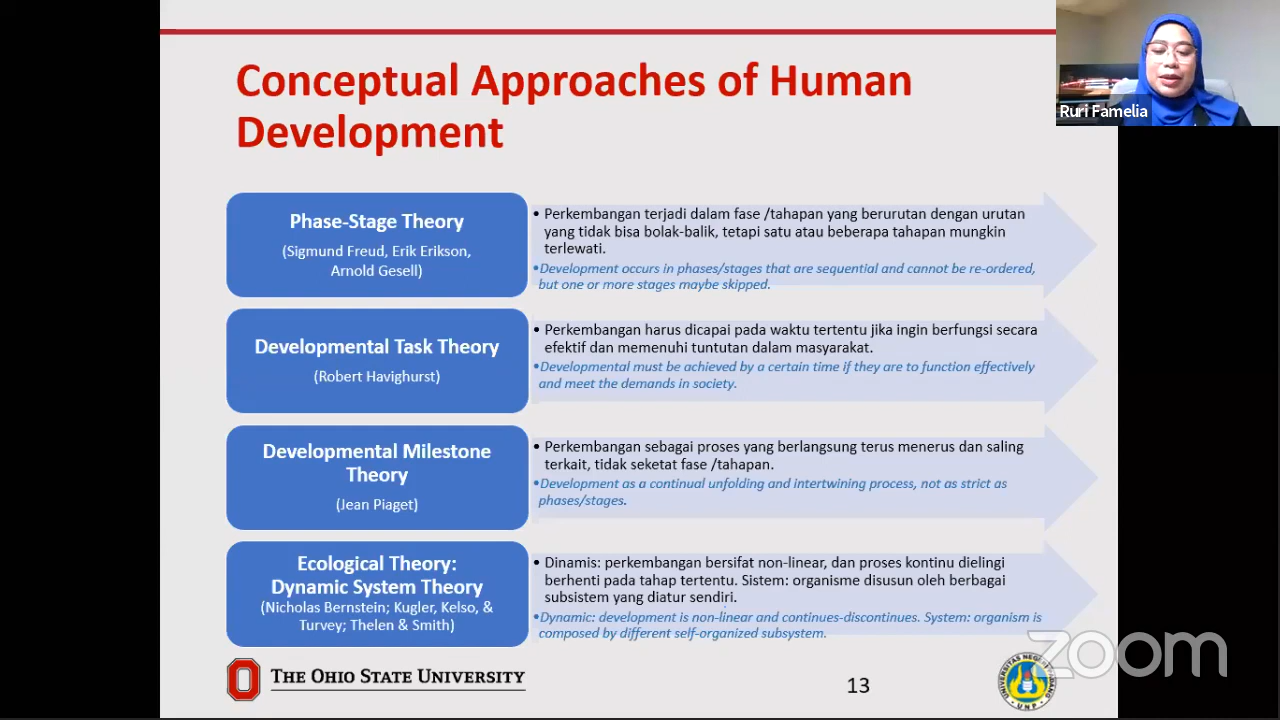 Conceptual Approaches of Human
Development
Ruri Famelia
Phase-Stage Theory
(Sigmund Freud, Erik Erikson,
Arnold Gesell)
• Perkembangan terjadi dalam fase /tahapan yang berurutan dengan urutan
yang tidak bisa bolak-balik, tetapi satu atau beberapa tahapan mungkin
terlewati.
•Development occurs in phases/stages that are sequential and cannot be re-ordered,
but one or more stages maybe skipped.
Developmental Task Theory
(Robert Havighurst)
• Perkembangan harus dicapai pada waktu tertentu jika ingin berfungsi secara
efektif dan memenuhi tuntutan dalam masyarakat.
•Developmental must be achieved by a certain time if they are to function effectively
and meet the demands in society.
Developmental Milestone
Theory
(Jean Piaget)
• Perkembangan sebagai proses yang berlangsung terus menerus dan saling
terkait, tidak seketat fase /tahapan.
•Development as a continual unfolding and intertwining process, not as strict as
phases/stages.
Ecological Theory:
Dynamic System Theory
(Nicholas Bernstein; Kugler, Kelso, &
Turvey; Thelen & Smith)
• Dinamis: perkembangan bersifat non-linear, dan proses kontinu dielingi
berhenti pada tahap tertentu. Sistem: organisme disusun oleh berbagai
subsistem yang diatur sendiri.
•Dynamic: development is non-linear and continues-discontinues. System: organism is
composed by different self-organized subsystem.
THE OHIO STATE UNIVERSITY
13
UNP
zoom